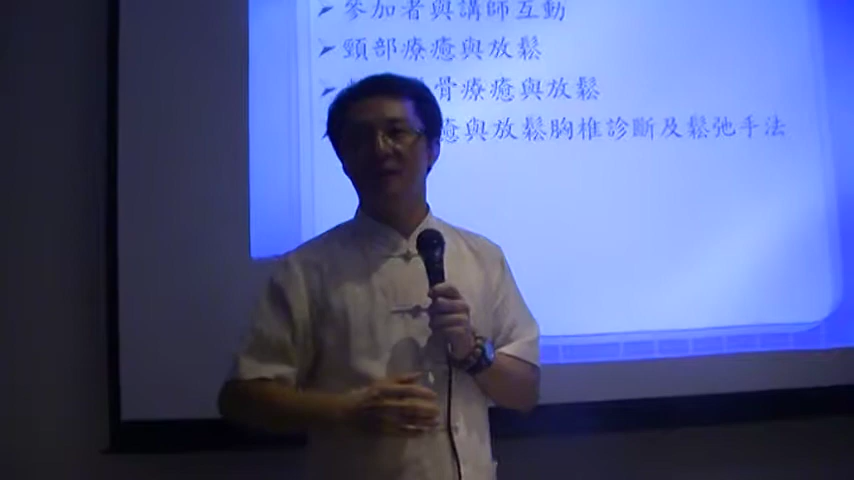 參加者與講師互動
頸部療癒與放鬆
骨療癒與放鬆
癒與放鬆胸椎診斷及鬆弛手法